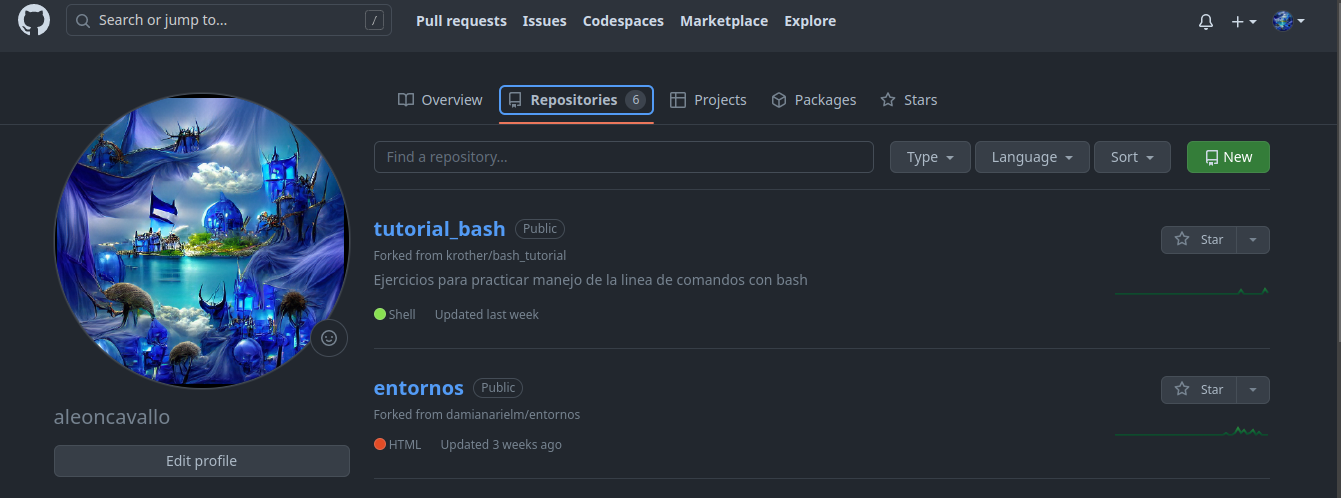 Search or jump to... / Pull requests Issues Codespaces Marketplace Explore
Overview Repositories 6 Projects Packages Stars
Find a repository... Type Language Sort New
tutorial_bash Public
Star
Forked from krother/bash_tutorial
Ejercicios para practicar manejo de la linea de comandos con bash
Shell Updated last week
entornos Public
Star
Forked from damianarielm/entornos
HTML Updated 3 weeks ago
aleoncavallo
Edit profile